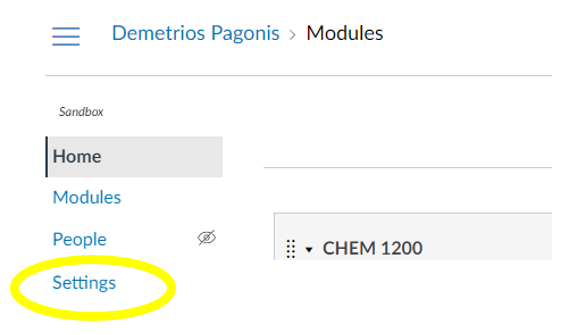 Demetrios Pagonis > Modules
Sandbox
Home
Modules
People
Settings
CHEM 1200